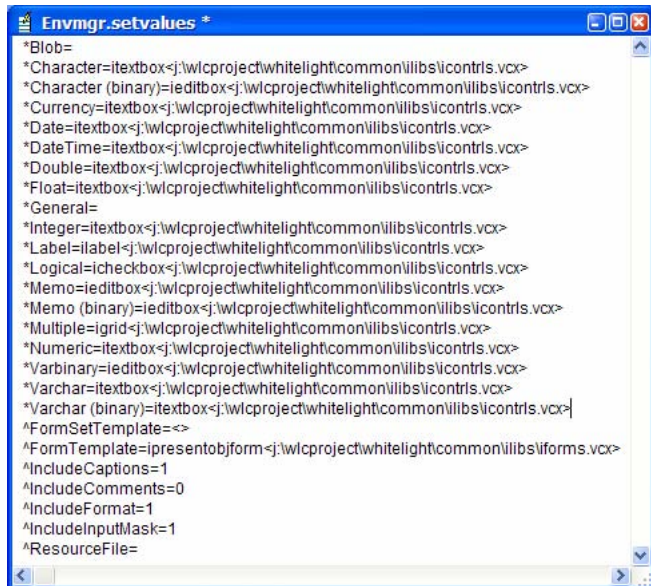 Envmgr.setvalues *
*Blob=
*Character=itextbox<j:\wlcproject\whitelight\common\ilibs\icontrls.vcx>
*Character (binary)=ieditbox<j:\wlcproject\whitelight\common\ilibs\icontrls.vcx>
*Currency=itextbox<j:\wlcproject\whitelight\common\ilibs\icontrls.vcx>
*Date=itextbox<j:\wlcproject\whitelight\common\ilibs\icontrls.vcx>
*DateTime=itextbox<j:\wlcproject\whitelight\common\ilibs\icontrls.vcx>
*Double=itextbox<j:\wlcproject\whitelight\common\ilibs\icontrls.vcx>
*Float=itextbox<j:\wlcproject\whitelight\common\ilibs\icontrls.vcx>
*General=
*Integer=itextbox<j:\wlcproject\whitelight\common\ilibs\icontrls.vcx>
*Label=ilabel<j:\wlcproject\whitelight\common\ilibs\icontrls.vcx>
*Logical=icheckbox<j:\wlcproject\whitelight\common\ilibs\icontrls.vcx>
*Memo=ieditbox<j:\wlcproject\whitelight\common\ilibs\icontrls.vcx>
*Memo (binary)=ieditbox<j:\wlcproject\whitelight\common\ilibs\icontrls.vcx>
*Multiple=igrid<j:\wlcproject\whitelight\common\ilibs\icontrls.vcx>
*Numeric=itextbox<j:\wlcproject\whitelight\common\ilibs\icontrls.vcx>
*Varbinary=ieditbox<j:\wlcproject\whitelight\common\ilibs\icontrls.vcx>
*Varchar=itextbox<j:\wlcproject\whitelight\common\ilibs\icontrls.vcx>
*Varchar (binary)=itextbox<j:\wlcproject\whitelight\common\ilibs\icontrls.vcx>
^FormSetTemplate=<>
^FormTemplate=ipresentobjform<j:\wlcproject\whitelight\common\ilibs\iforms.vcx>
^IncludeCaptions=1
^IncludeComments=0
^IncludeFormat=1
^IncludeInputMask=1
^ResourceFile=